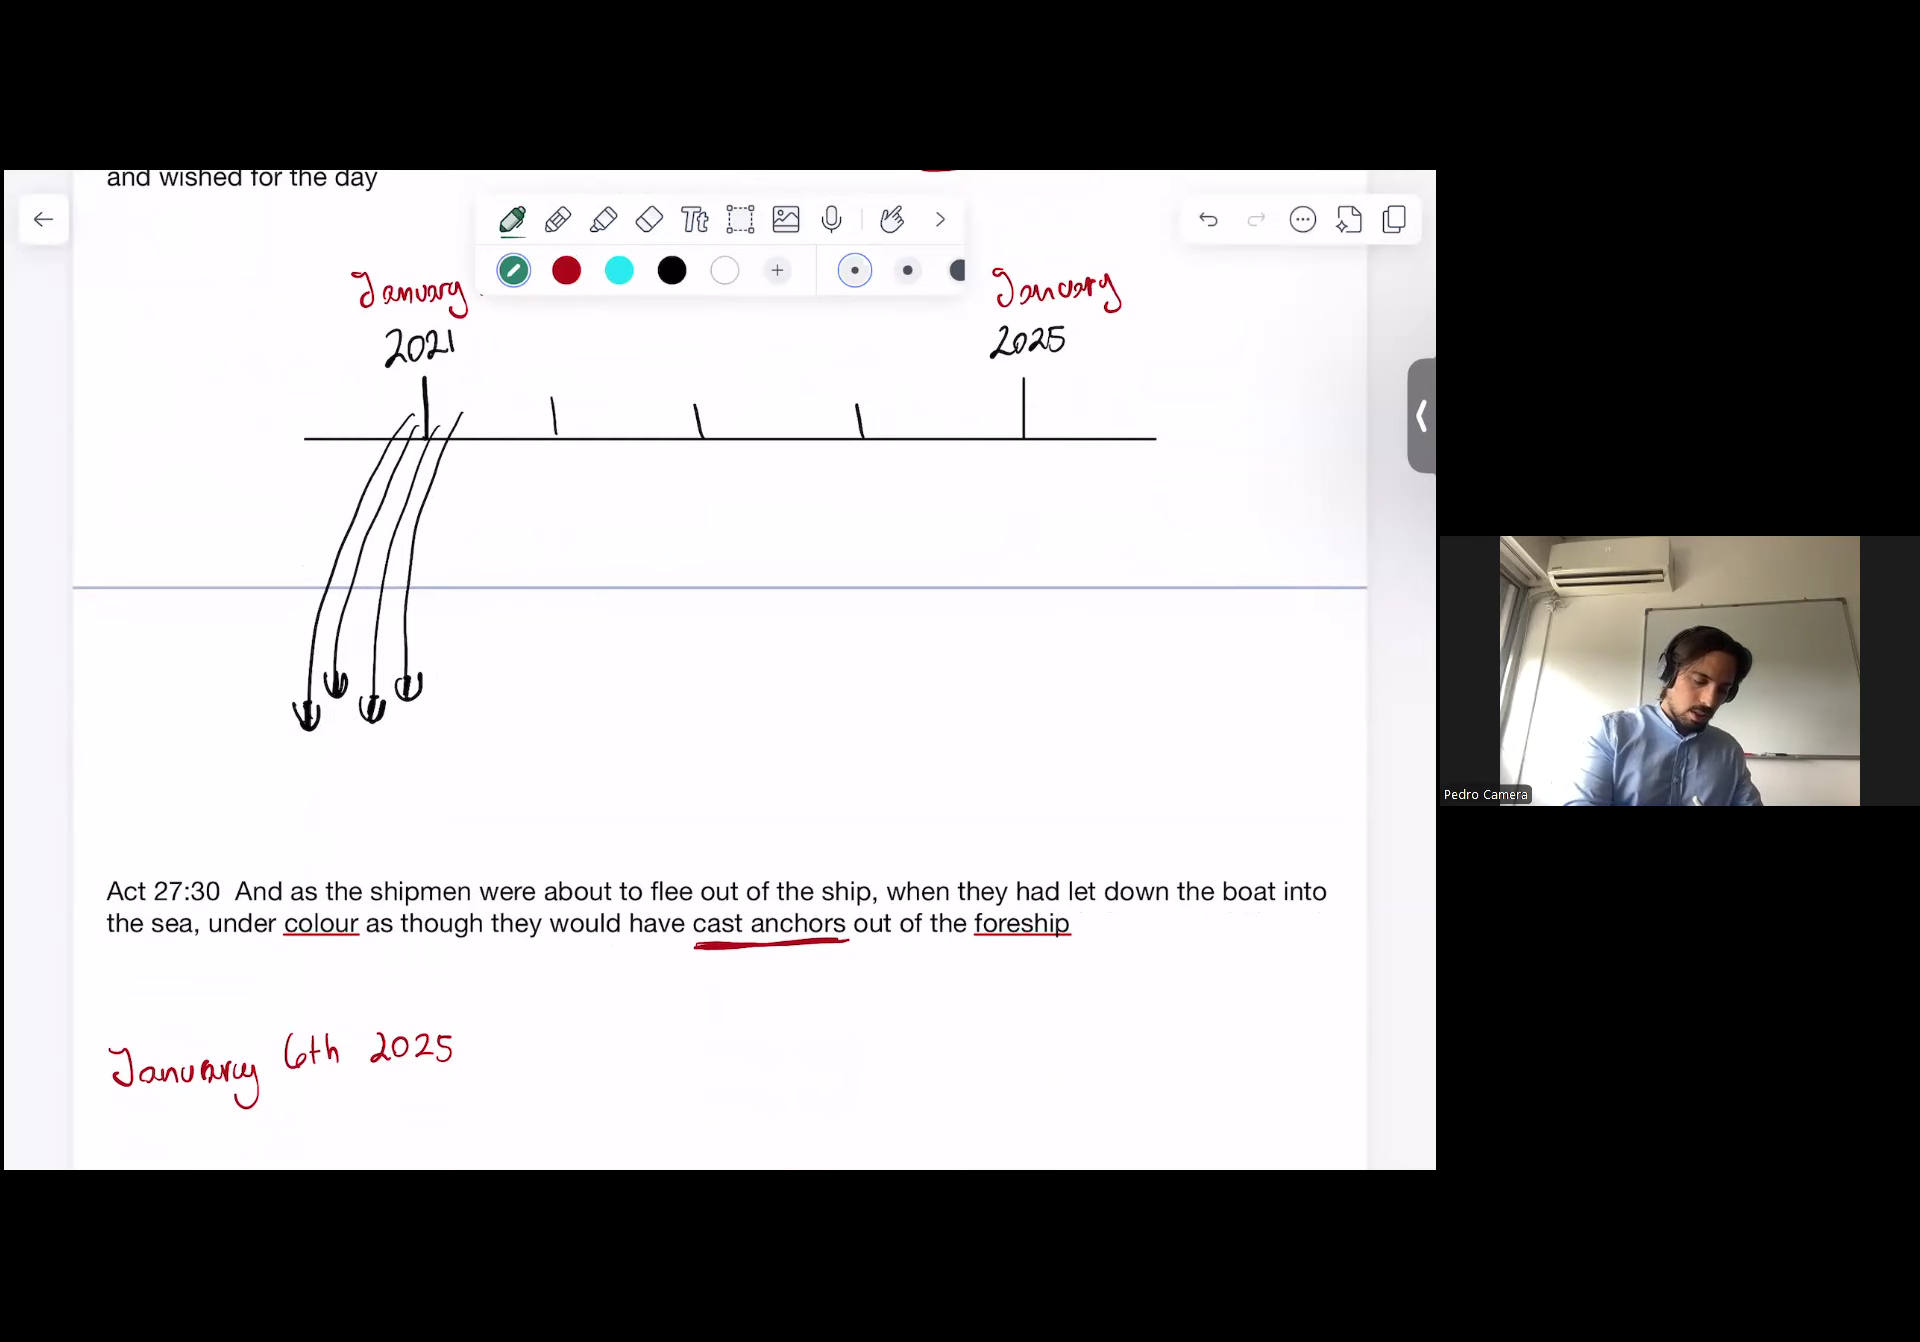 and wished for the day
Tt
January
January
2021
2025
Act 27:30  And as the shipmen were about to flee out of the ship, when they had let down the boat into
the sea, under colour as though they would have cast anchors out of the foreship
January 6th 2025
Pedro Camera